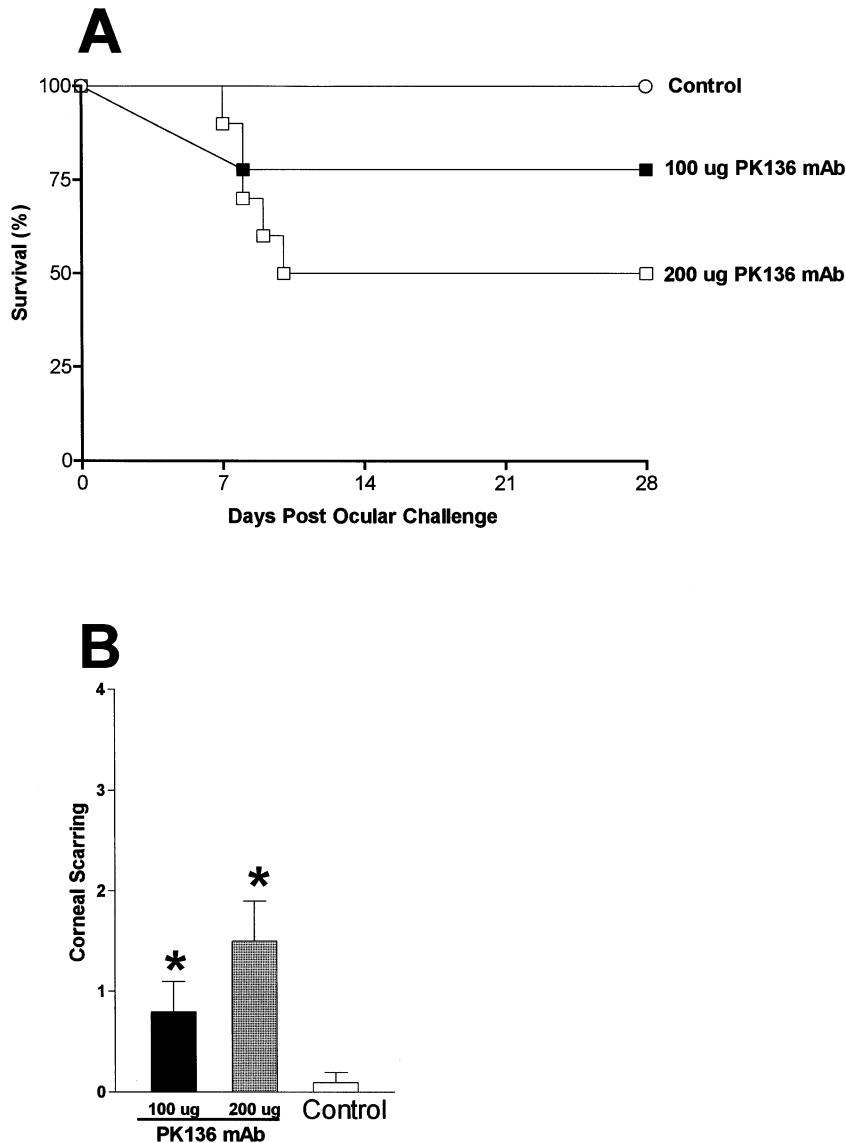 A
100
75
50
25
0
Survival (%)
Control
100 ug PK136 mAb
200 ug PK136 mAb
0 7 14 21 28
Days Post Ocular Challenge
B
4
3
2
1
0
Corneal Scarring
*
*
100 ug 200 ug Control
PK136 mAb